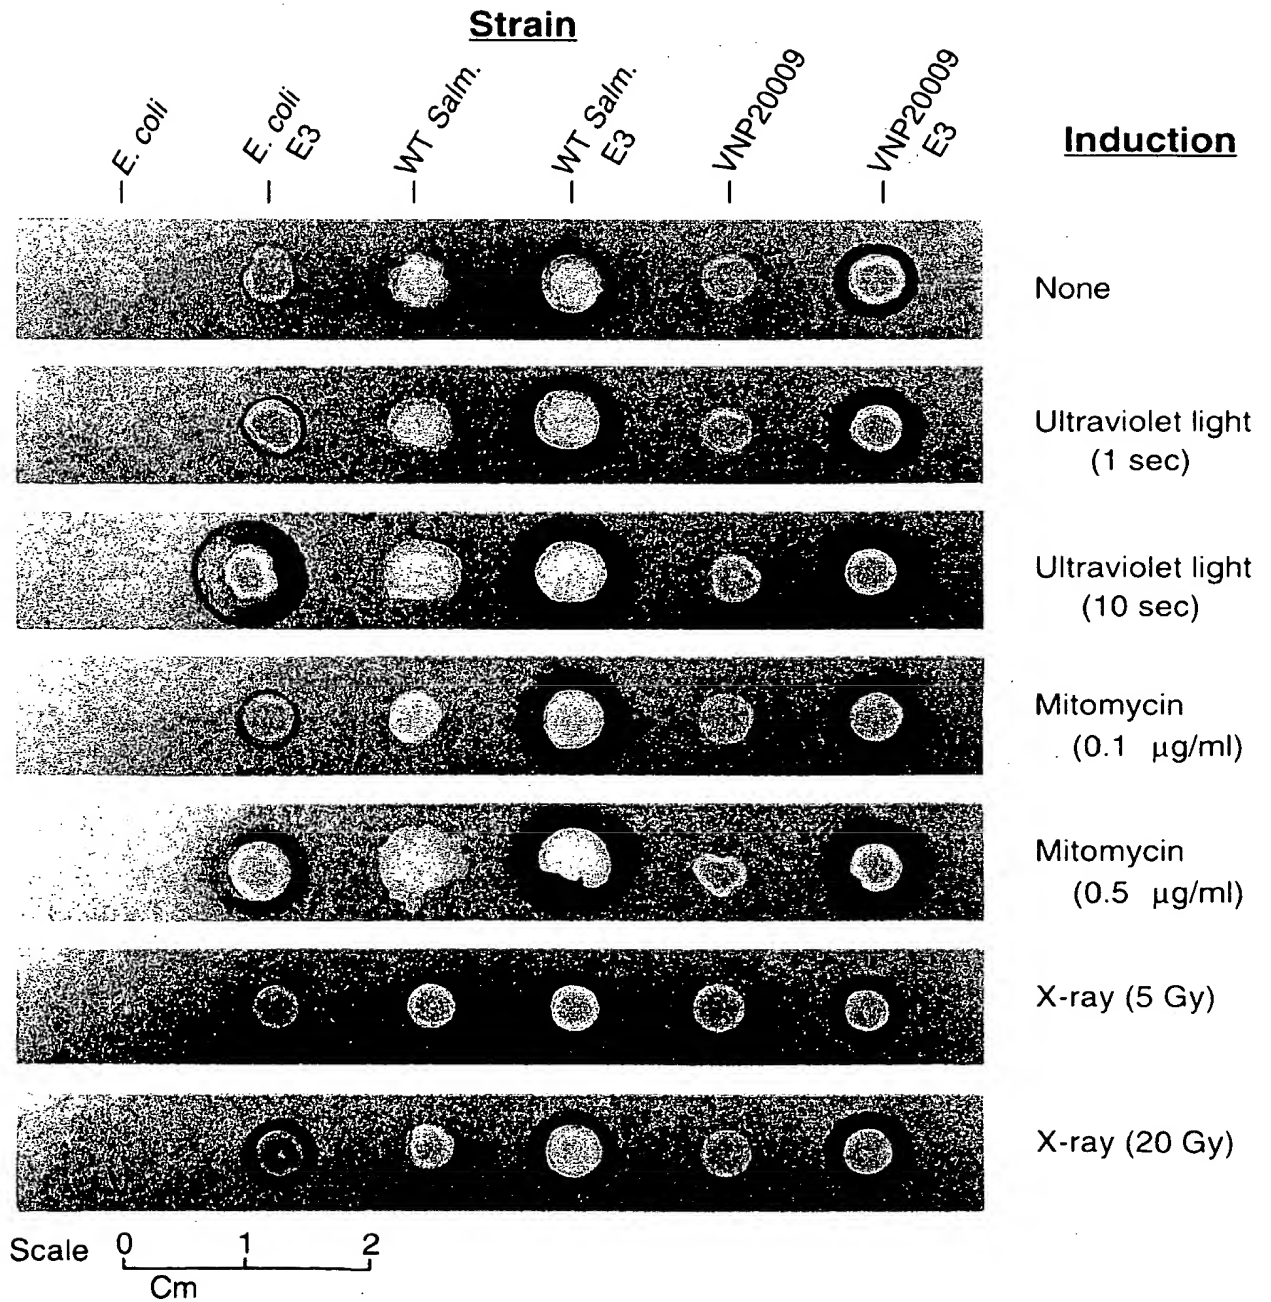 Strain
E. coli
E. coli
E3
WT Salm.
WT Salm.
E3
VNP20009
VNP20009
E3
Induction
None
Ultraviolet light
(1 sec)
Ultraviolet light
(10 sec)
Mitomycin
(0.1 μg/ml)
Mitomycin
(0.5 μg/ml)
X-ray (5 Gy)
X-ray (20 Gy)
Scale 0 1 2
Cm